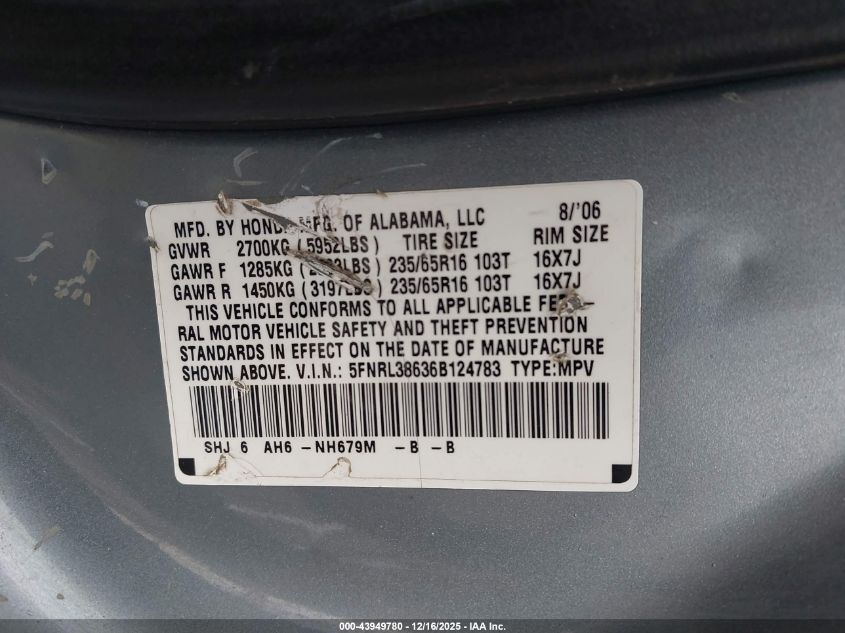 MFD. BY HONDA MFG. OF ALABAMA, LLC 8/'06
GVWR 2700KG (5952LBS) TIRE SIZE RIM SIZE
GAWR F 1285KG ( LBS) 235/65R16 103T 16X7J
GAWR R 1450KG (3197LBS) 235/65R16 103T 16X7J
THIS VEHICLE CONFORMS TO ALL APPLICABLE FEDE-
RAL MOTOR VEHICLE SAFETY AND THEFT PREVENTION
STANDARDS IN EFFECT ON THE DATE OF MANUFACTURE
SHOWN ABOVE. V.I.N.: 5FNRL38636B124783 TYPE:MPV
SHJ 6 AH6 -NH679M -B -B
000-43949780 - 12/16/2025 - IAA Inc.